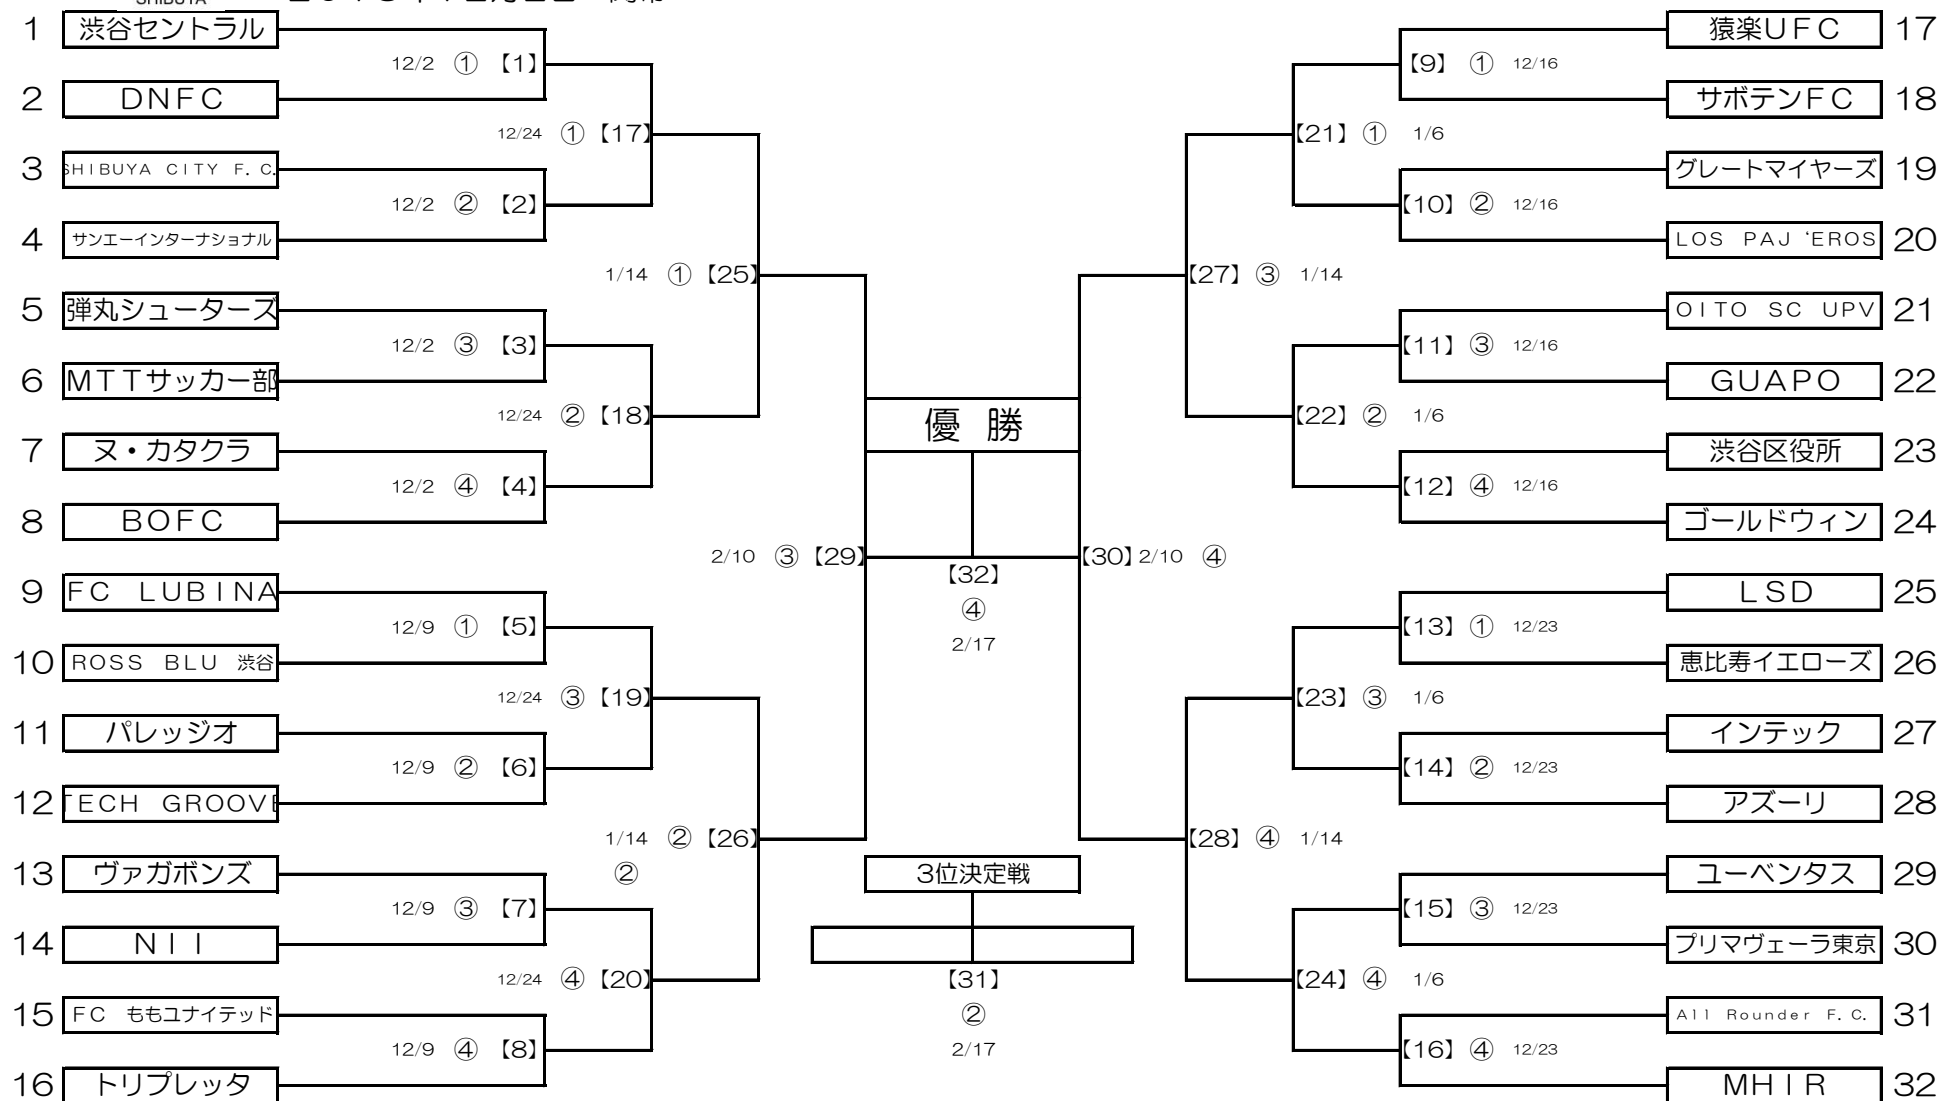 SHIBUYA
1 渋谷セントラル
12/2 ① 【1】
2 DNFC
12/24 ① 【17】
3 SHIBUYA CITY F.C.
12/2 ② 【2】
4 サンエーインターナショナル
1/14 ① 【25】
5 弾丸シューターズ
12/2 ③ 【3】
6 MTTサッカー部
12/24 ② 【18】
7 ヌ・カタクラ
12/2 ④ 【4】
8 BOFC
2/10 ③ 【29】
9 FC LUBINA
12/9 ① 【5】
10 ROSS BLU 渋谷
12/24 ③ 【19】
11 パレッジオ
12/9 ② 【6】
12 TECH GROOVE
1/14 ② 【26】
②
13 ヴァガボンズ
12/9 ③ 【7】
14 NII
12/24 ④ 【20】
15 FC ももユナイテッド
12/9 ④ 【8】
16 トリプレッタ
優 勝
【32】
④
2/17
3位決定戦
【31】
②
2/17
猿楽UFC 17
【9】 ① 12/16
サボテンFC 18
【21】 ① 1/6
グレートマイヤーズ 19
【10】 ② 12/16
LOS PAJ‘EROS 20
【27】 ③ 1/14
OITO SC UPV 21
【11】 ③ 12/16
GUAPO 22
【22】 ② 1/6
渋谷区役所 23
【12】 ④ 12/16
ゴールドウィン 24
【30】 2/10 ④
LSD 25
【13】 ① 12/23
恵比寿イエローズ 26
【23】 ③ 1/6
インテック 27
【14】 ② 12/23
アズーリ 28
【28】 ④ 1/14
ユーベンタス 29
【15】 ③ 12/23
プリマヴェーラ東京 30
【24】 ④ 1/6
All Rounder F.C. 31
【16】 ④ 12/23
MHIR 32